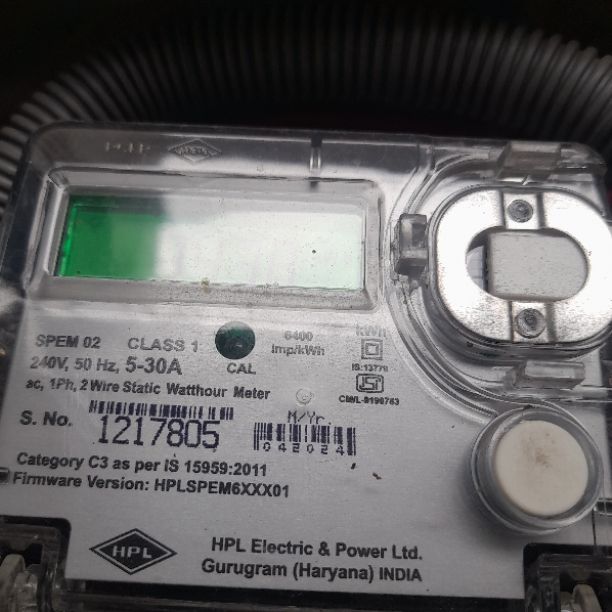 SPEM 02 CLASS 1
CAL
6400
imp/kWh
kWh
IS:13779
240V, 50 Hz, 5-30A
ac, 1Ph, 2 Wire Static Watthour Meter
S. No. 1217805
M/Yr
042024
Category C3 as per IS 15959:2011
Firmware Version: HPLSPEM6XXX01
HPL
HPL Electric & Power Ltd.
Gurugram (Haryana) INDIA